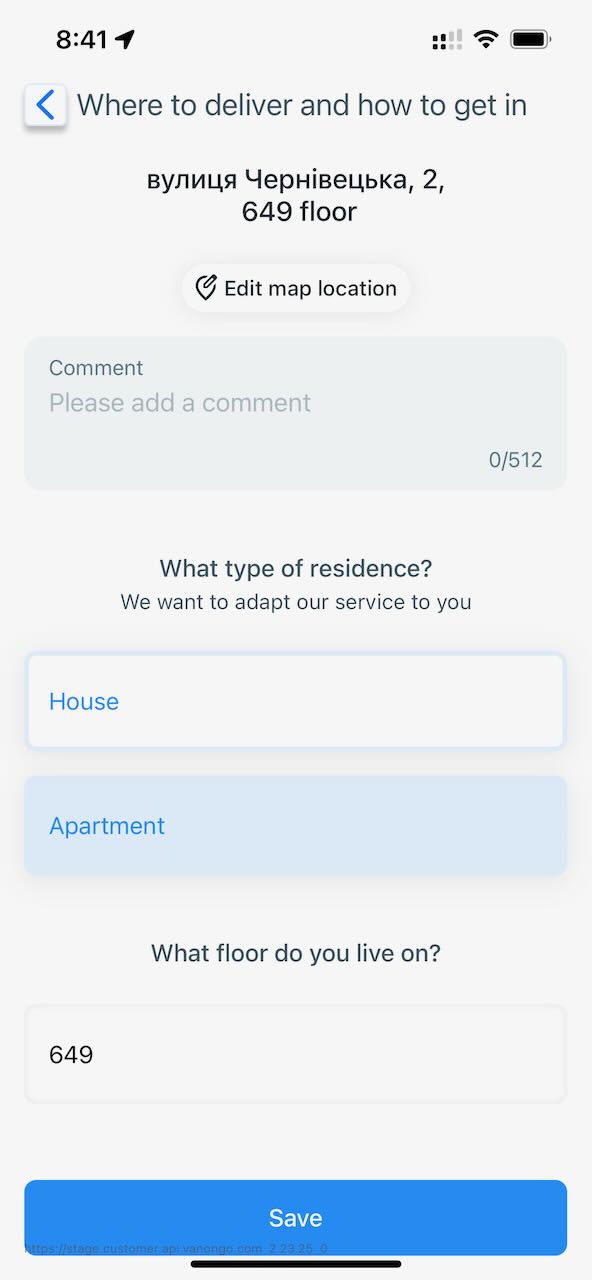 8:41
Where to deliver and how to get in
вулиця Чернівецька, 2,
649 floor
Edit map location
Comment
Please add a comment
0/512
What type of residence?
We want to adapt our service to you
House
Apartment
What floor do you live on?
649
Save
https://stage.customer.api.vanongo.com 2.23.25 0